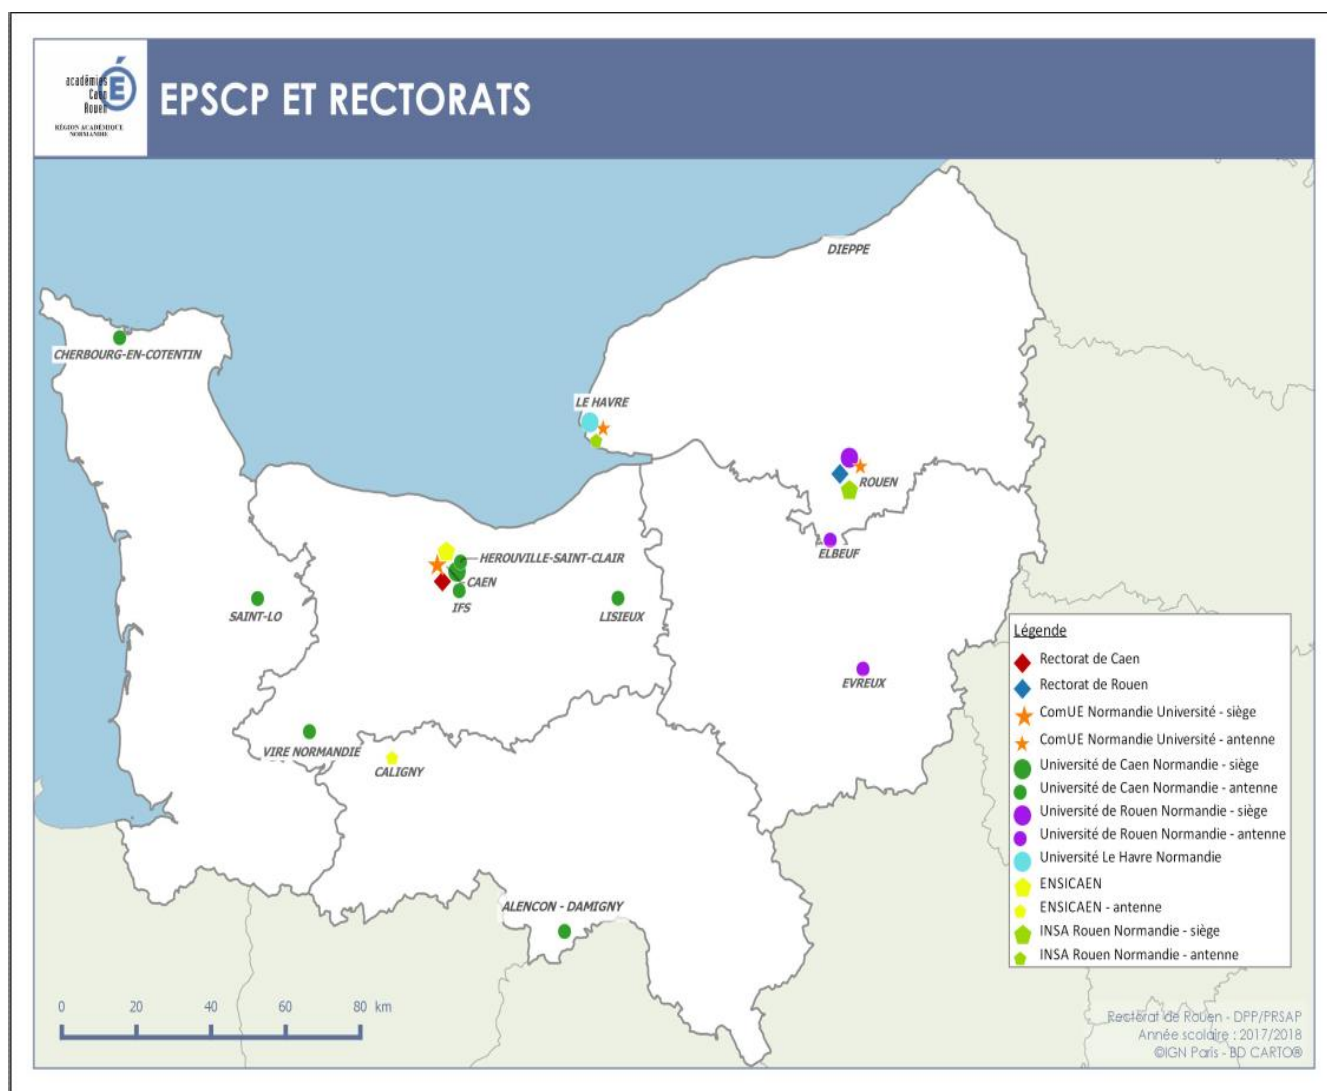 académies
Caen
Rouen
RÉGION ACADÉMIQUE
NORMANDIE
EPSCP ET RECTORATS
DIEPPE
CHERBOURG-EN-COTENTIN
LE HAVRE
ROUEN
ELBEUF
HEROUVILLE-SAINT-CLAIR
CAEN
IFS
LISIEUX
SAINT-LO
EVREUX
VIRE NORMANDIE
CALIGNY
ALENCON - DAMIGNY
Légende
Rectorat de Caen
Rectorat de Rouen
ComUE Normandie Université - siège
ComUE Normandie Université - antenne
Université de Caen Normandie - siège
Université de Caen Normandie - antenne
Université de Rouen Normandie - siège
Université de Rouen Normandie - antenne
Université Le Havre Normandie
ENSICAEN
ENSICAEN - antenne
INSA Rouen Normandie - siège
INSA Rouen Normandie - antenne
0 20 40 60 80 km
Rectorat de Rouen - DPP/PRSAP
Année scolaire : 2017/2018
©IGN Paris - BD CARTO®